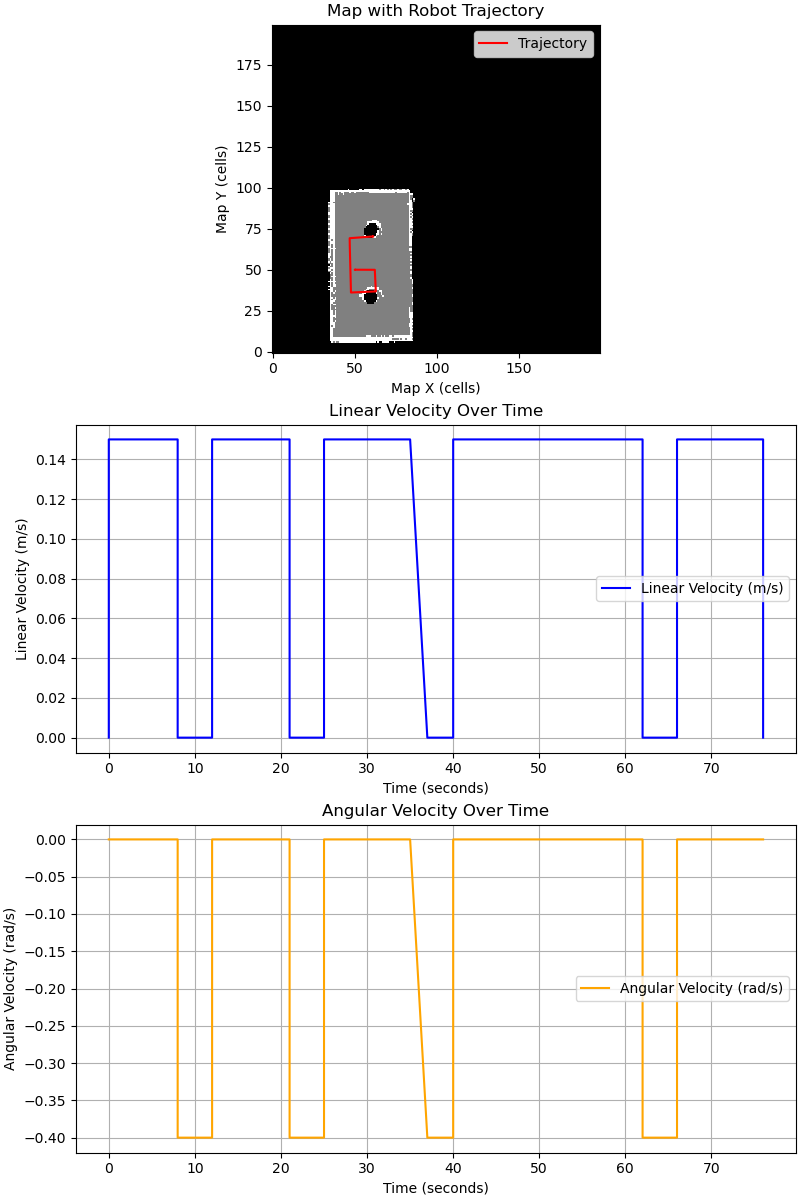 Map with Robot Trajectory
Trajectory
Map Y (cells)
175
150
125
100
75
50
25
0
0 50 100 150
Map X (cells)
Linear Velocity Over Time
Linear Velocity (m/s)
0.14
0.12
0.10
0.08
0.06
0.04
0.02
0.00
Linear Velocity (m/s)
0 10 20 30 40 50 60 70
Time (seconds)
Angular Velocity Over Time
Angular Velocity (rad/s)
0.00
−0.05
−0.10
−0.15
−0.20
−0.25
−0.30
−0.35
−0.40
Angular Velocity (rad/s)
0 10 20 30 40 50 60 70
Time (seconds)